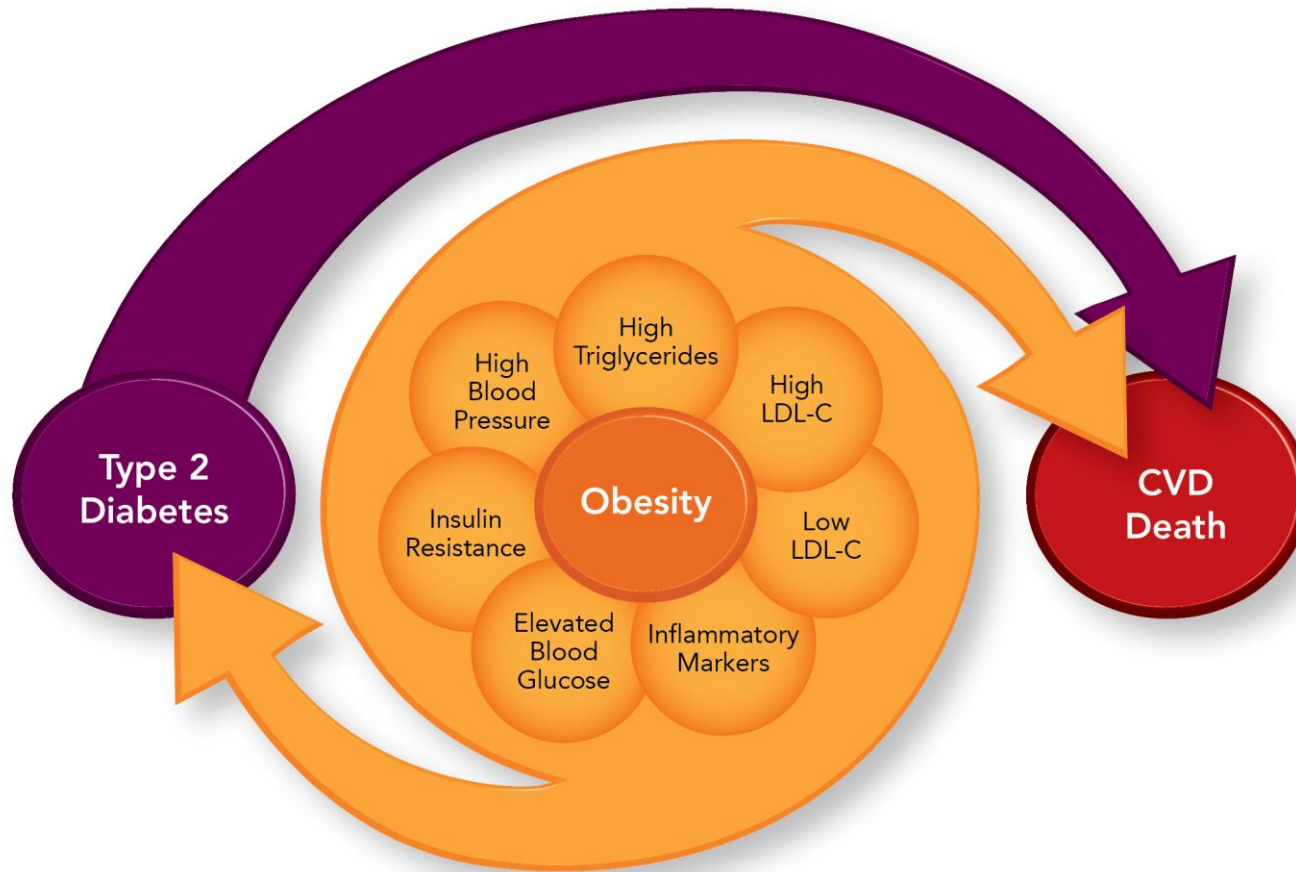 High
Triglycerides
High
Blood
Pressure
High
LDL-C
Type 2
Diabetes
Insulin
Resistance
Obesity
Low
LDL-C
CVD
Death
Elevated
Blood
Glucose
Inflammatory
Markers